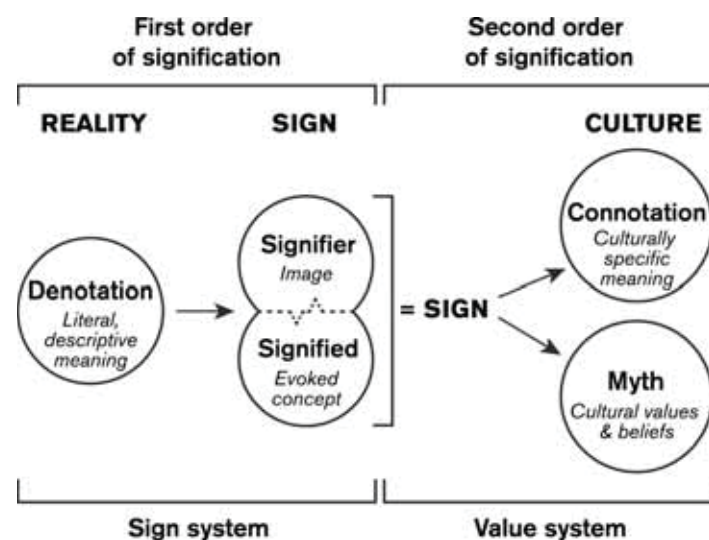 First order
of signification
Second order
of signification
REALITY
SIGN
CULTURE
Denotation
Literal,
descriptive
meaning
Signifier
Image
Signified
Evoked
concept
= SIGN
Connotation
Culturally
specific
meaning
Myth
Cultural values
& beliefs
Sign system
Value system